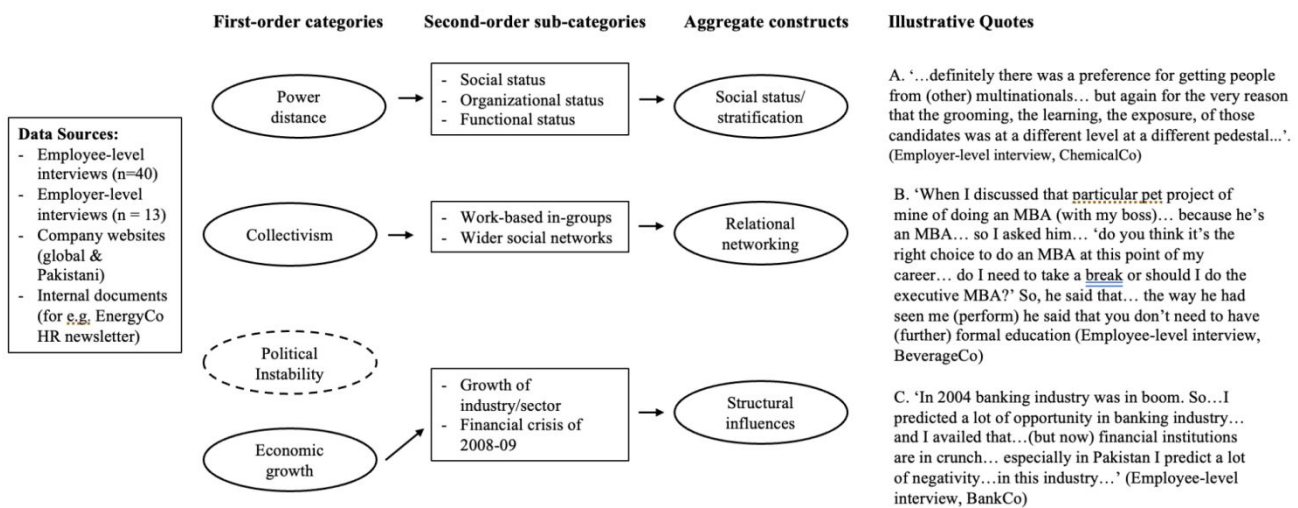 First-order categories
Second-order sub-categories
Aggregate constructs
Illustrative Quotes
Data Sources:
- Employee-level
interviews (n=40)
- Employer-level
interviews (n = 13)
- Company websites
(global &
Pakistani)
- Internal documents
(for e.g. EnergyCo
HR newsletter)
Power
distance
- Social status
- Organizational status
- Functional status
Social status/
stratification
A. ‘…definitely there was a preference for getting people
from (other) multinationals… but again for the very reason
that the grooming, the learning, the exposure, of those
candidates was at a different level at a different pedestal...’.
(Employer-level interview, ChemicalCo)
Collectivism
- Work-based in-groups
- Wider social networks
Relational
networking
B. ‘When I discussed that particular pet project of
mine of doing an MBA (with my boss)… because he’s
an MBA… so I asked him… ‘do you think it’s the
right choice to do an MBA at this point of my
career… do I need to take a break or should I do the
executive MBA?’ So, he said that… the way he had
seen me (perform) he said that you don’t need to have
(further) formal education (Employee-level interview,
BeverageCo)
Political
Instability
Economic
growth
- Growth of
industry/sector
- Financial crisis of
2008-09
Structural
influences
C. ‘In 2004 banking industry was in boom. So…I
predicted a lot of opportunity in banking industry…
and I availed that…(but now) financial institutions
are in crunch… especially in Pakistan I predict a lot
of negativity…in this industry…’ (Employee-level
interview, BankCo)